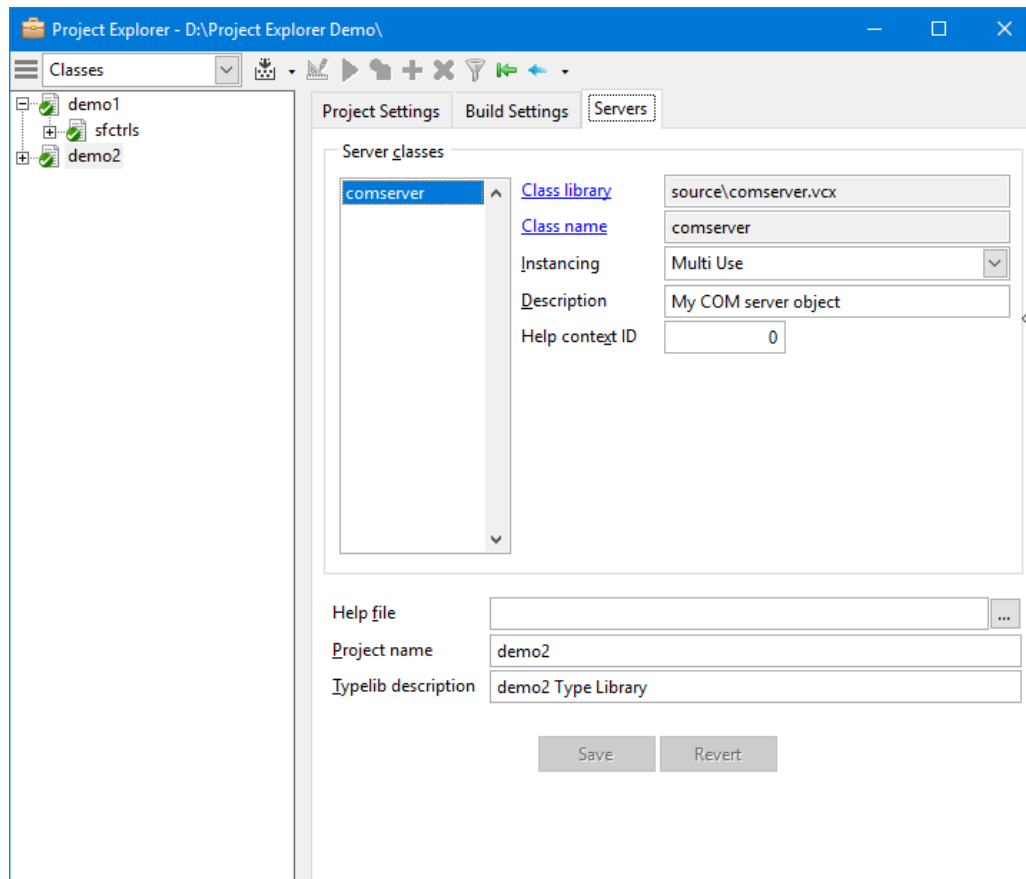 Project Explorer - D:\Project Explorer Demo\
Classes
demo1
sfctrls
demo2
Project Settings Build Settings Servers
Server classes
comserver
Class library source\comserver.vcx
Class name comserver
Instancing Multi Use
Description My COM server object
Help context ID 0
Help file ...
Project name demo2
Typelib description demo2 Type Library
Save Revert